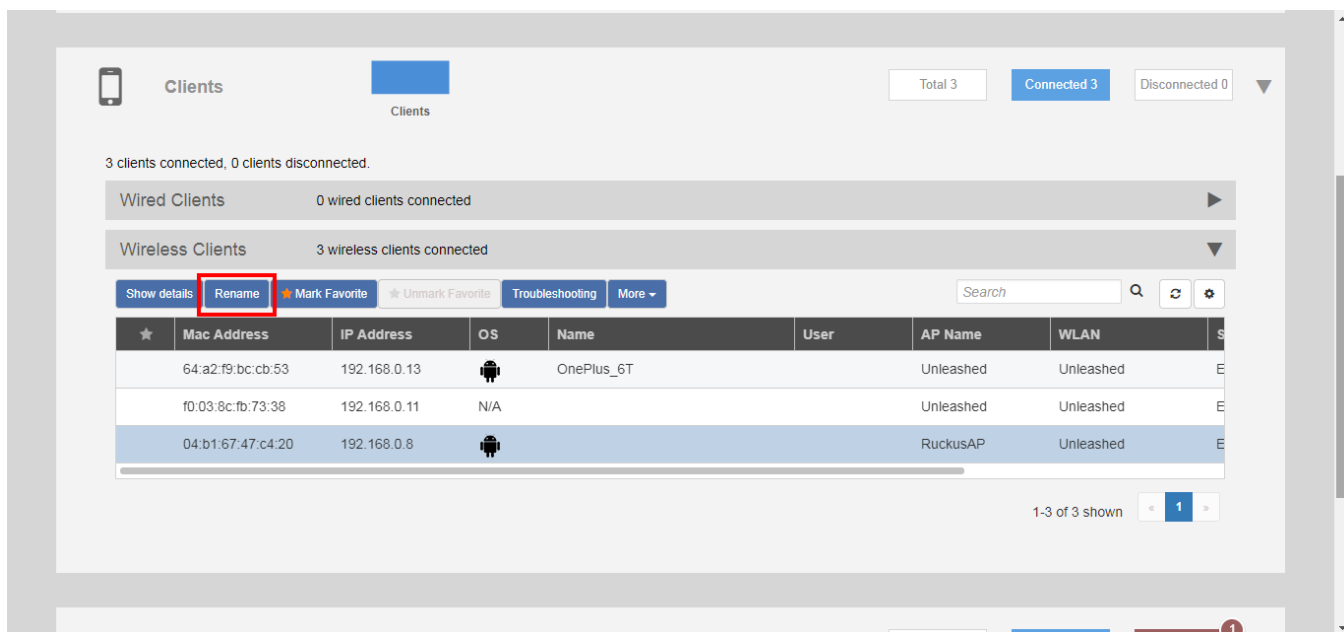 Clients
Clients
Total 3
Connected 3
Disconnected 0
3 clients connected, 0 clients disconnected.
Wired Clients 0 wired clients connected
Wireless Clients 3 wireless clients connected
Show details Rename Mark Favorite Unmark Favorite Troubleshooting More Search
Mac Address IP Address OS Name User AP Name WLAN S
64:a2:f9:bc:cb:53 192.168.0.13 OnePlus_6T Unleashed Unleashed E
f0:03:8c:fb:73:38 192.168.0.11 N/A Unleashed Unleashed E
04:b1:67:47:c4:20 192.168.0.8 RuckusAP Unleashed E
1-3 of 3 shown « 1 »
1